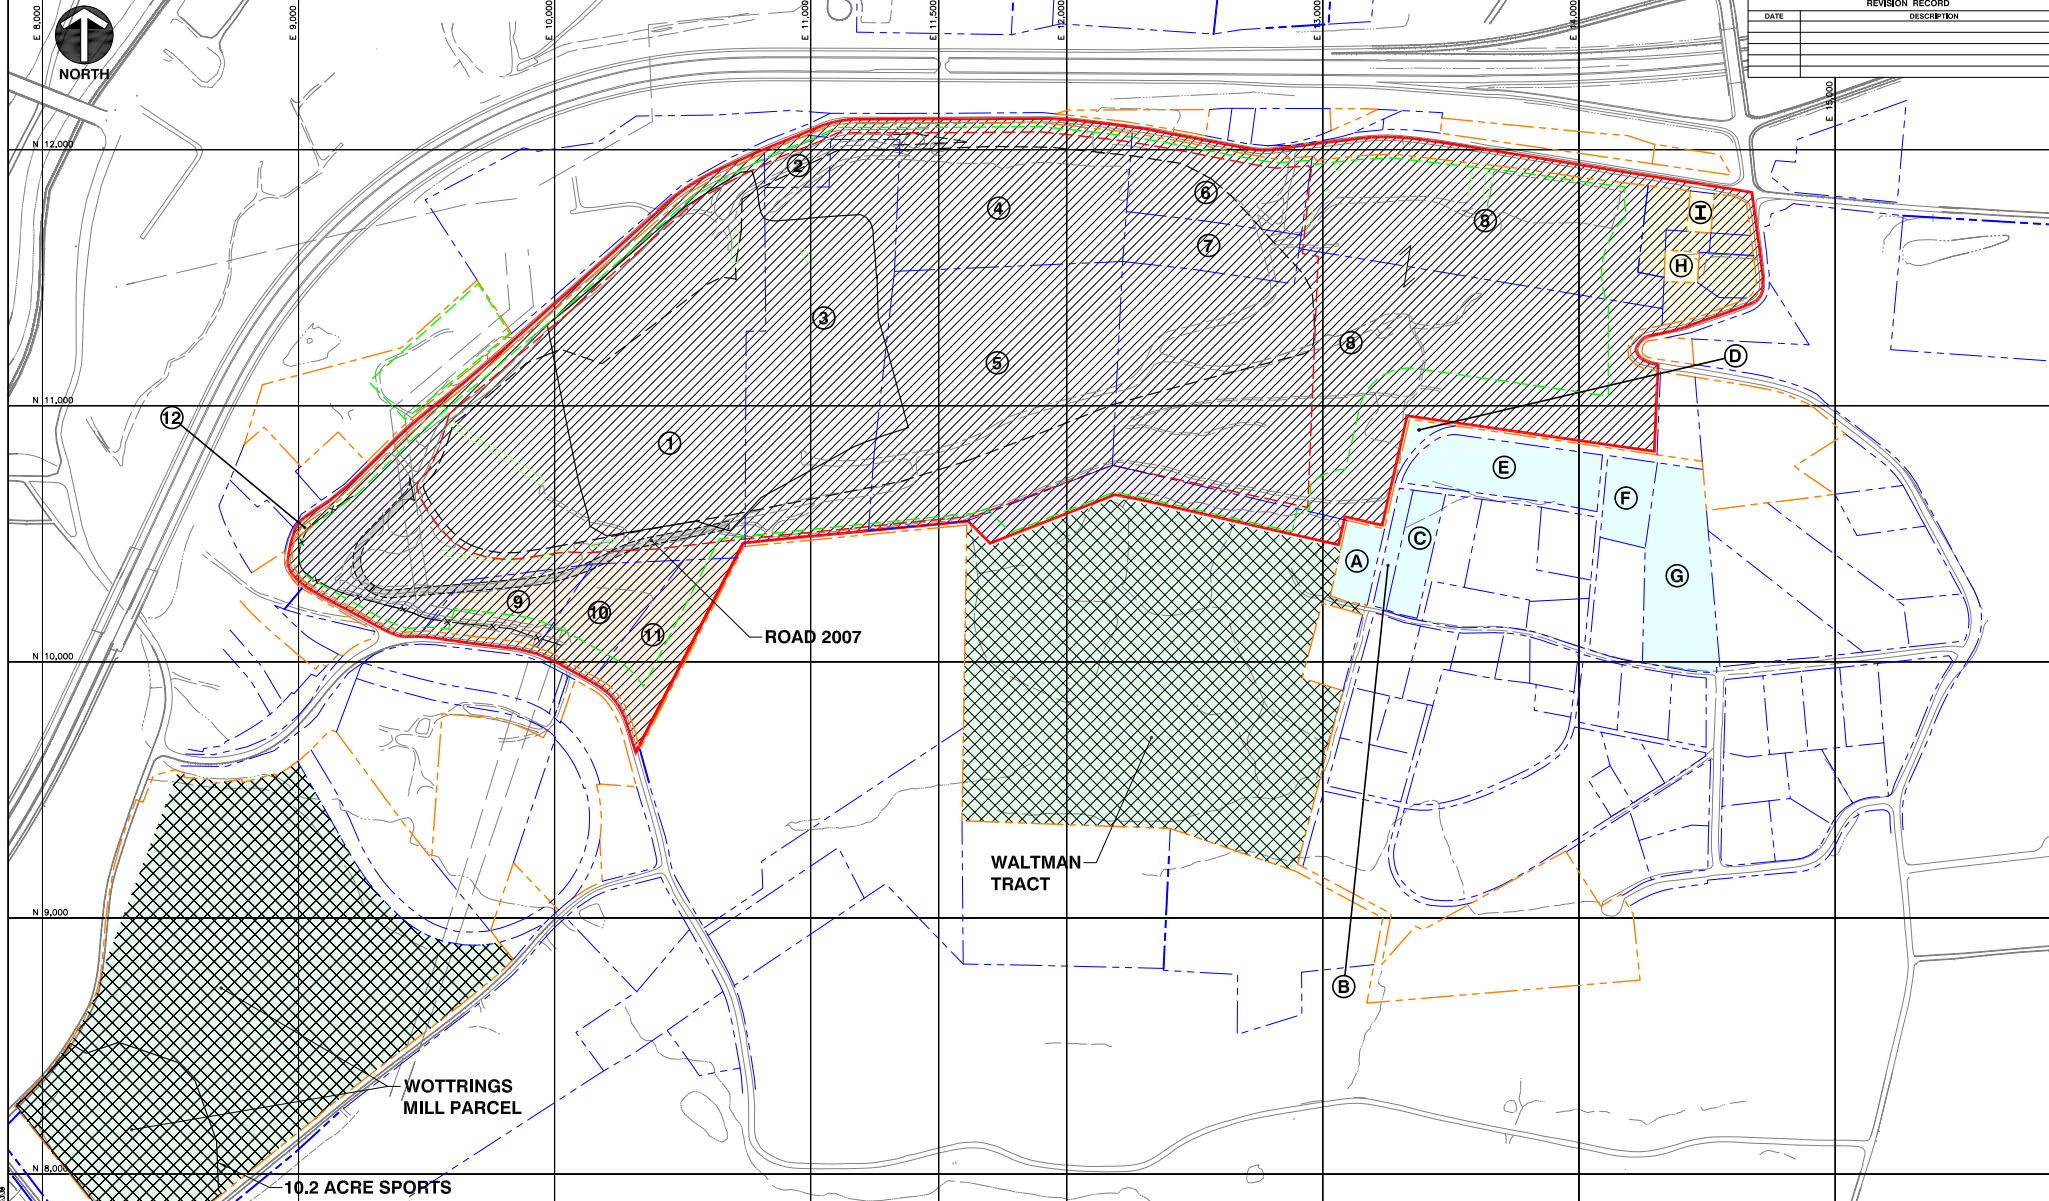 E 8,000
E 9,000
E 10,000
E 11,000
E 11,500
E 12,000
E 13,000
E 14,000
E 15,000
REVISION RECORD
DATE
DESCRIPTION
NORTH
N 12,000
2
6
4
8
I
7
H
3
8
D
5
N 11,000
12
1
E
F
C
A
G
9
10
11
ROAD 2007
N 10,000
WALTMAN
TRACT
N 9,000
B
WOTTRINGS
MILL PARCEL
N 8,000
10.2 ACRE SPORTS